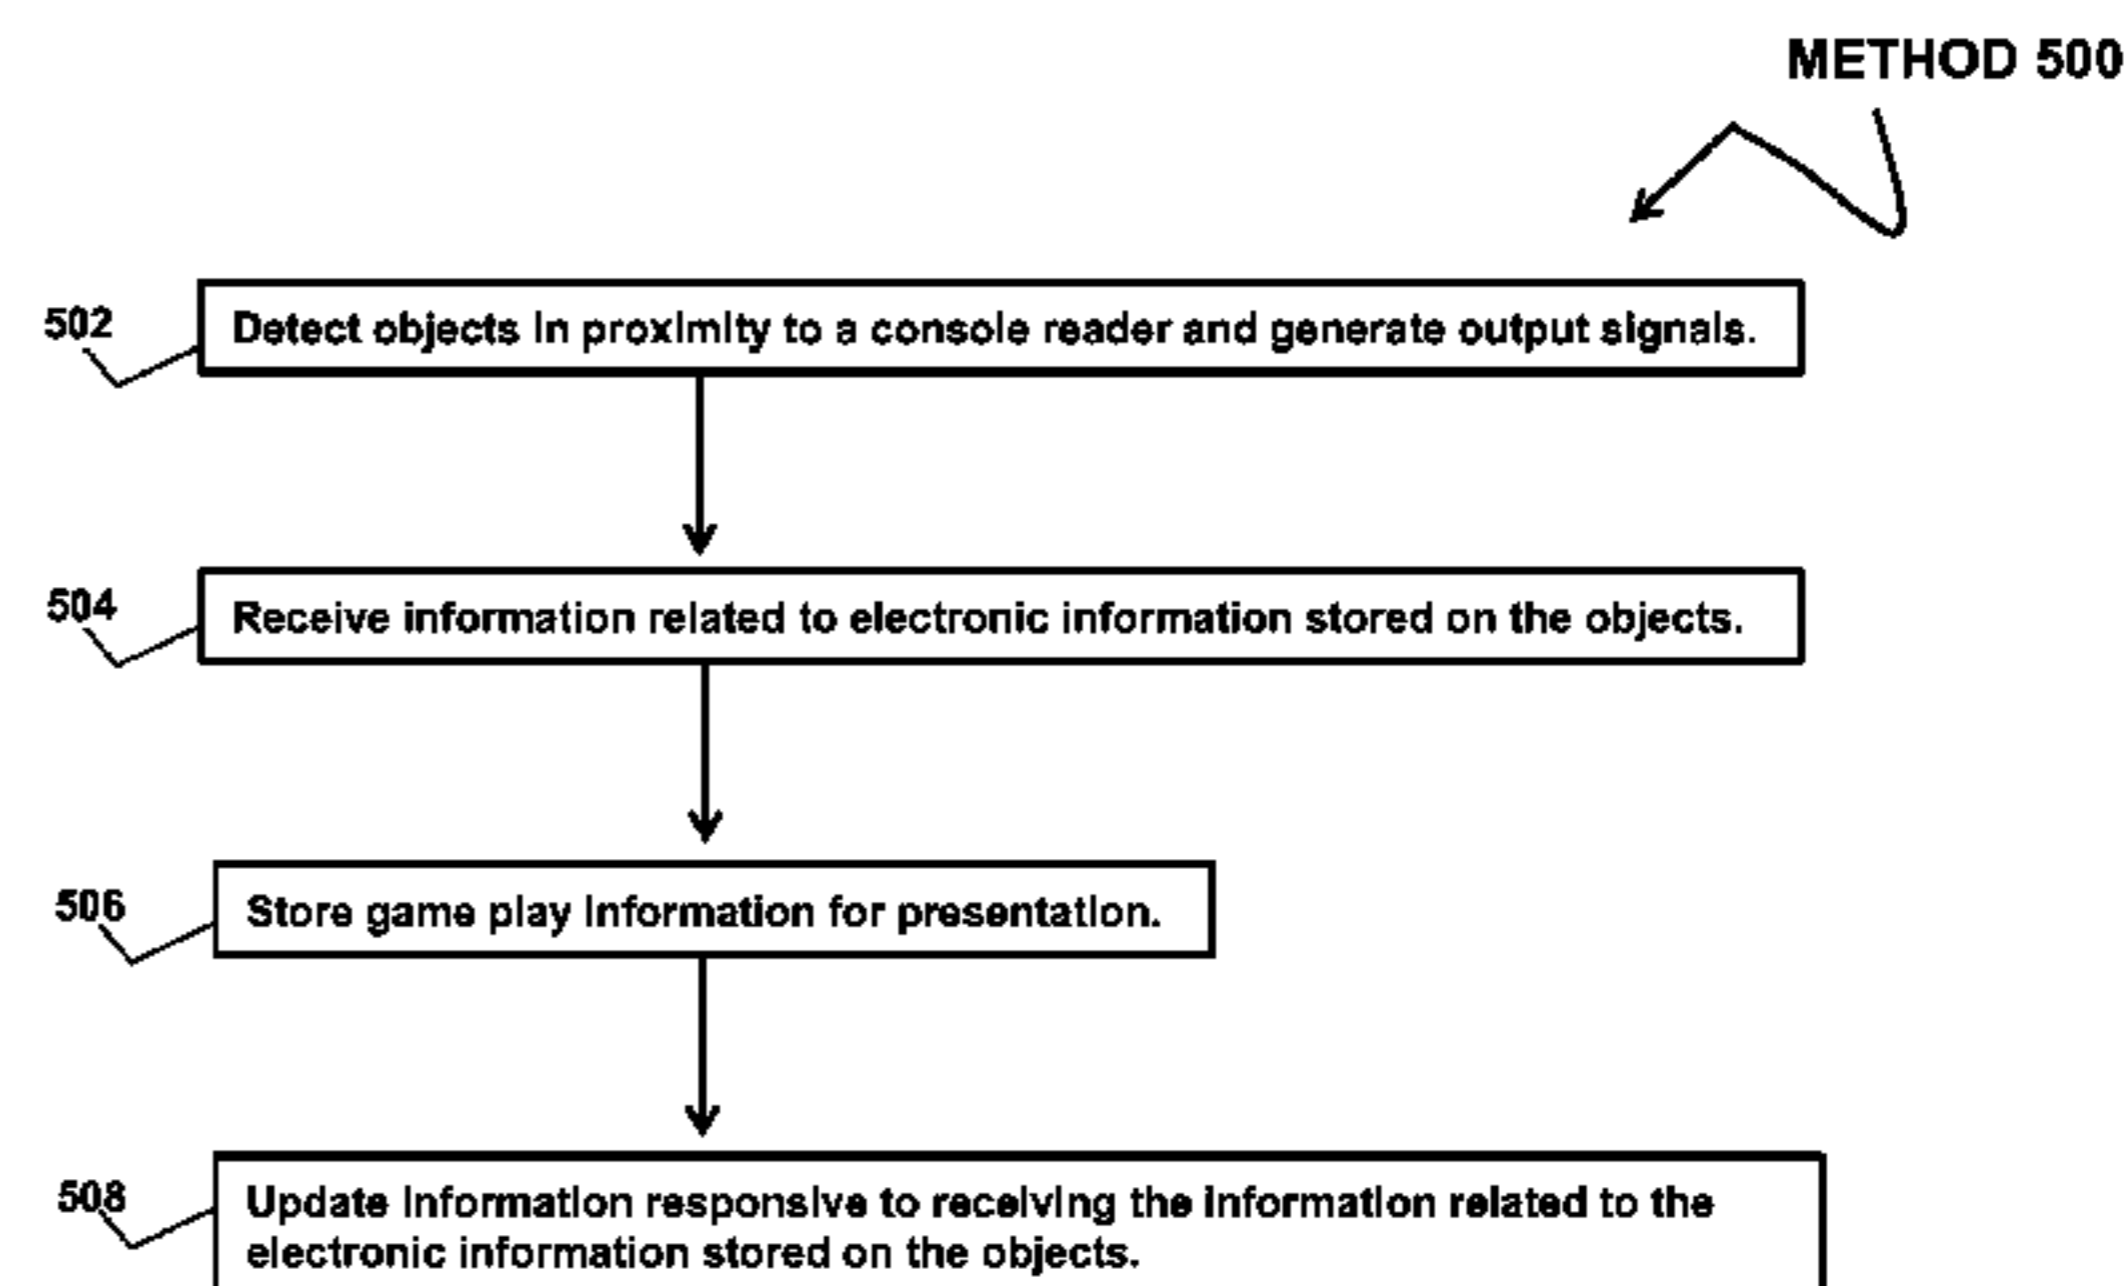 METHOD 500
502
Detect objects in proximity to a console reader and generate output signals.
504
Receive information related to electronic information stored on the objects.
506
Store game play information for presentation.
508
Update information responsive to receiving the information related to the
electronic information stored on the objects.